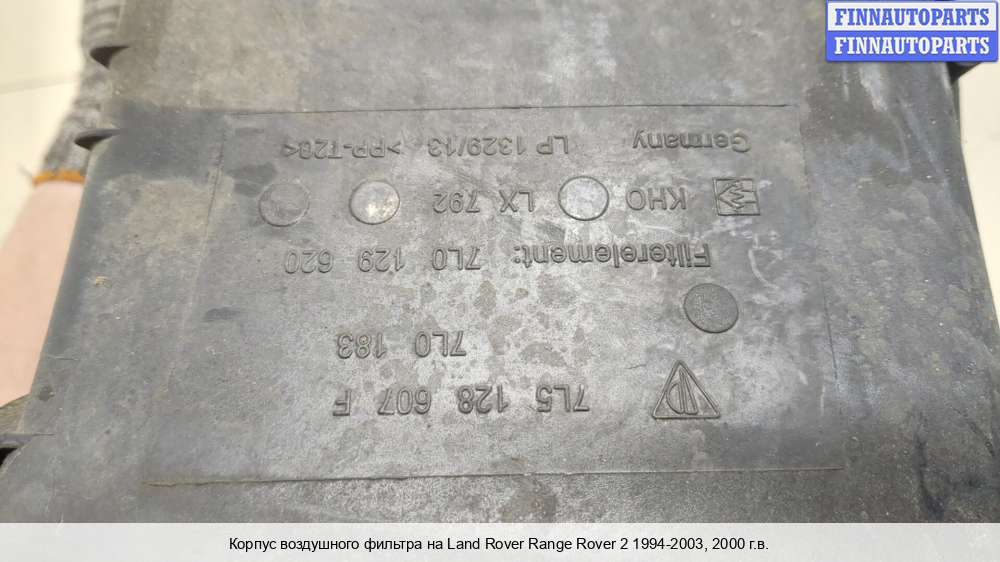 FINNAUTOPARTS
FINNAUTOPARTS
7L5 128 607 F
7L0 183
Filterelement: 7L0 129 620
KHO LX 792
Germany LP 1329/13 >PP-T20<
Корпус воздушного фильтра на Land Rover Range Rover 2 1994-2003, 2000 г.в.